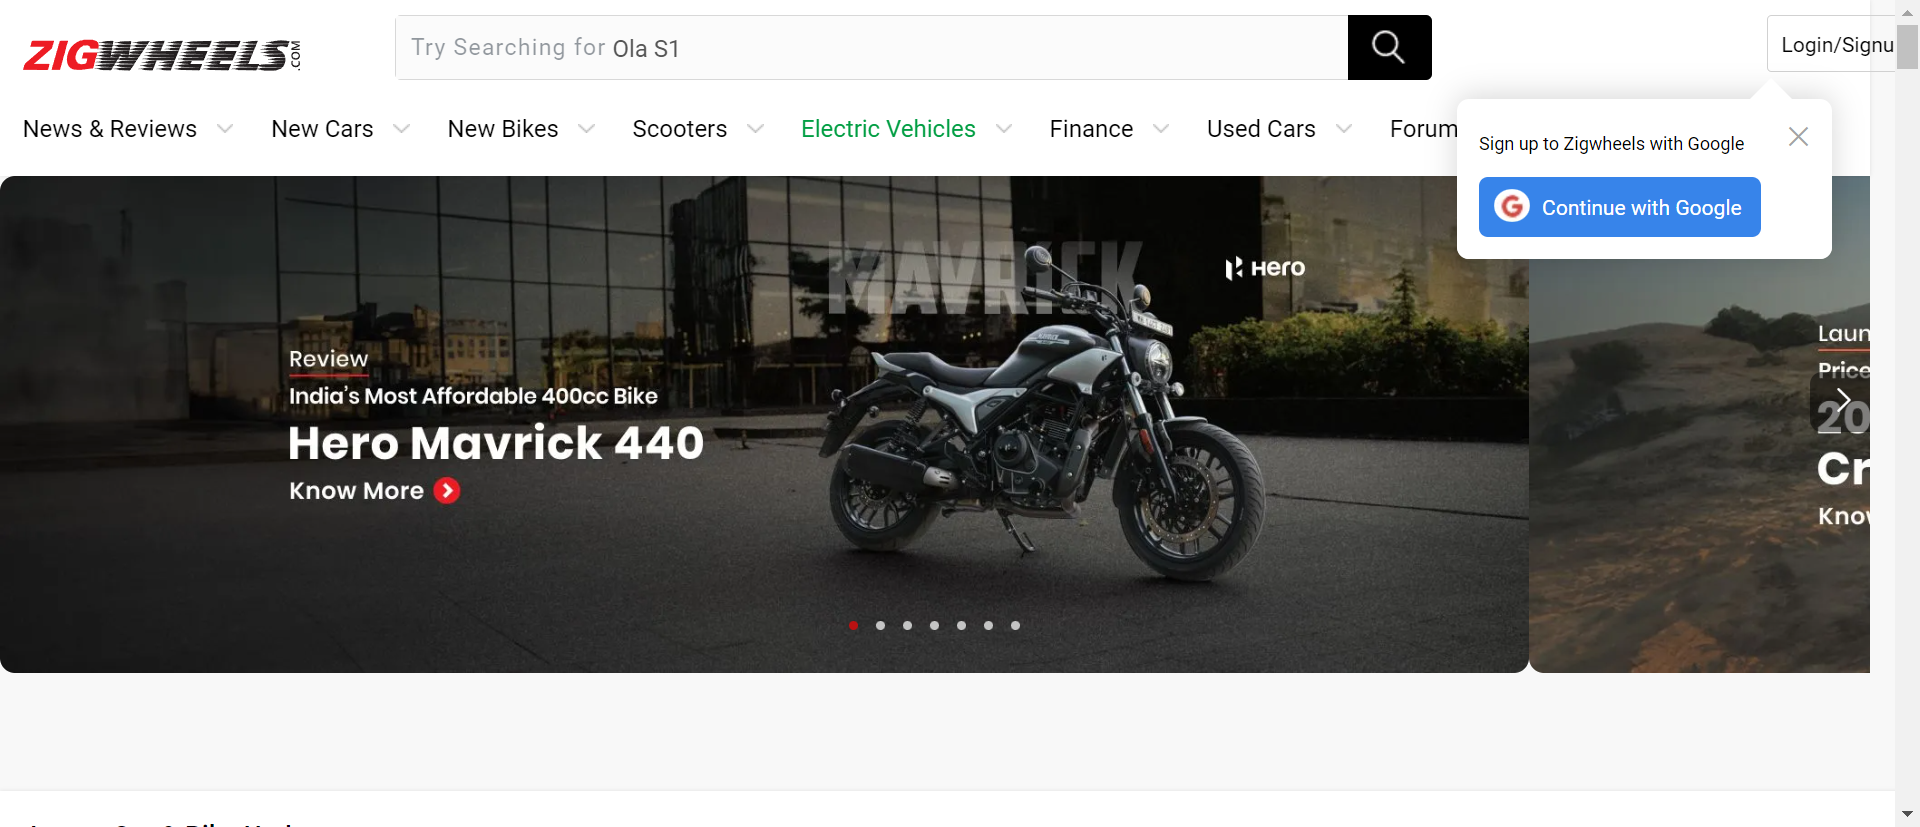 ZIGWHEELS.COM
Try Searching for Ola S1
Login/Signu
News & Reviews
New Cars
New Bikes
Scooters
Electric Vehicles
Finance
Used Cars
Forum
Sign up to Zigwheels with Google
Continue with Google
MAVRICK
Hero
Review
India's Most Affordable 400cc Bike
Hero Mavrick 440
Know More
Laun
Price
20
Cr
Know